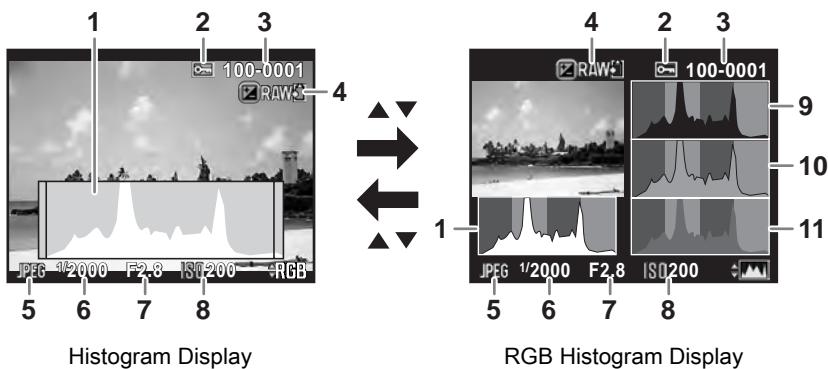 1 2 3
100-0001
RAW
4
JPEG 1/2000 F2.8 ISO200 RGB
5 6 7 8
Histogram Display
4 2 3
RAW 100-0001
9
10
1 11
JPEG 1/2000 F2.8 ISO200
5 6 7 8
RGB Histogram Display